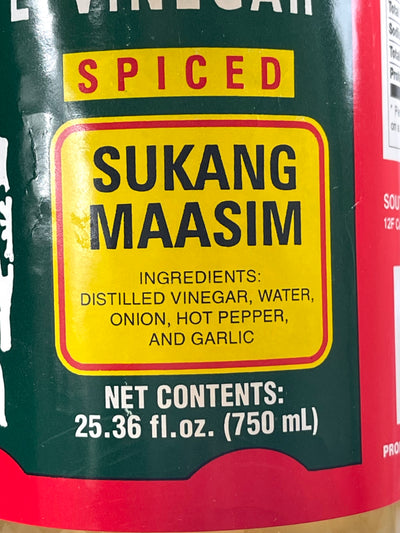 VINEGAR
SPICED
SUKANG
MAASIM
INGREDIENTS:
DISTILLED VINEGAR, WATER,
ONION, HOT PEPPER,
AND GARLIC
NET CONTENTS:
25.36 fl.oz. (750 mL)